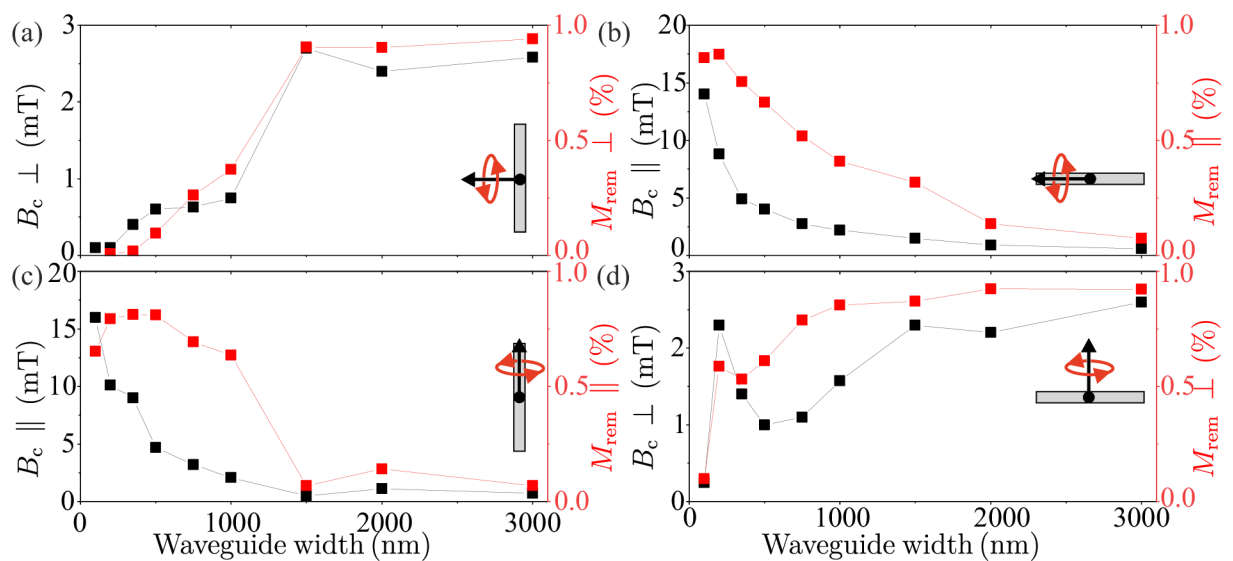 (a)
3
2
1
0
B_c ⊥ (mT)
1.0
0.5
0.0
M_rem ⊥ (%)
(b)
20
15
10
5
0
B_c ∥ (mT)
1.0
0.5
0.0
M_rem ∥ (%)
(c)
20
15
10
5
0
B_c ∥ (mT)
1.0
0.5
0.0
M_rem ∥ (%)
0 1000 2000 3000
Waveguide width (nm)
(d)
3
2
1
0
B_c ⊥ (mT)
1.0
0.5
0.0
M_rem ⊥ (%)
0 1000 2000 3000
Waveguide width (nm)